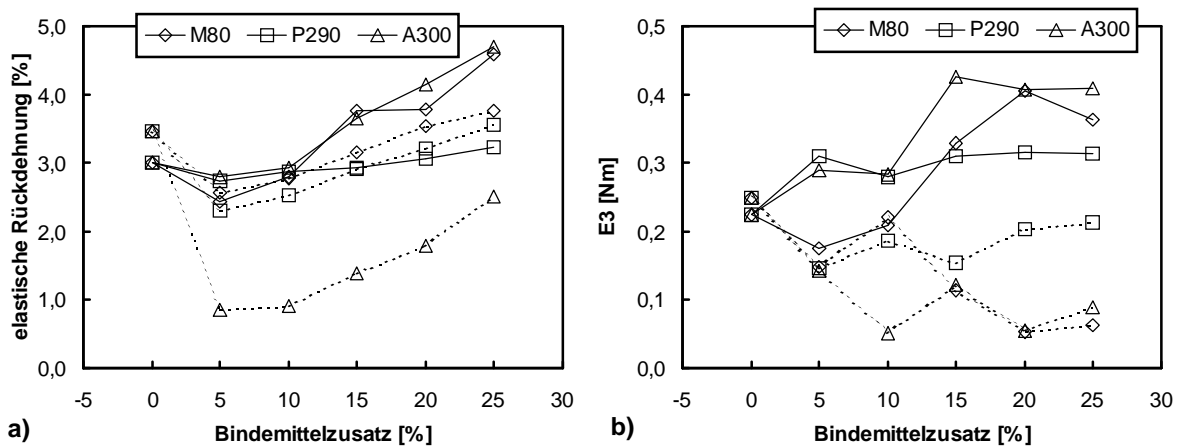 M80 P290 A300
elastische Rückdehnung [%]
5,0
4,0
3,0
2,0
1,0
0,0
-5 0 5 10 15 20 25 30
Bindemittelzusatz [%]
a)
M80 P290 A300
E3 [Nm]
0,5
0,4
0,3
0,2
0,1
0,0
-5 0 5 10 15 20 25 30
Bindemittelzusatz [%]
b)